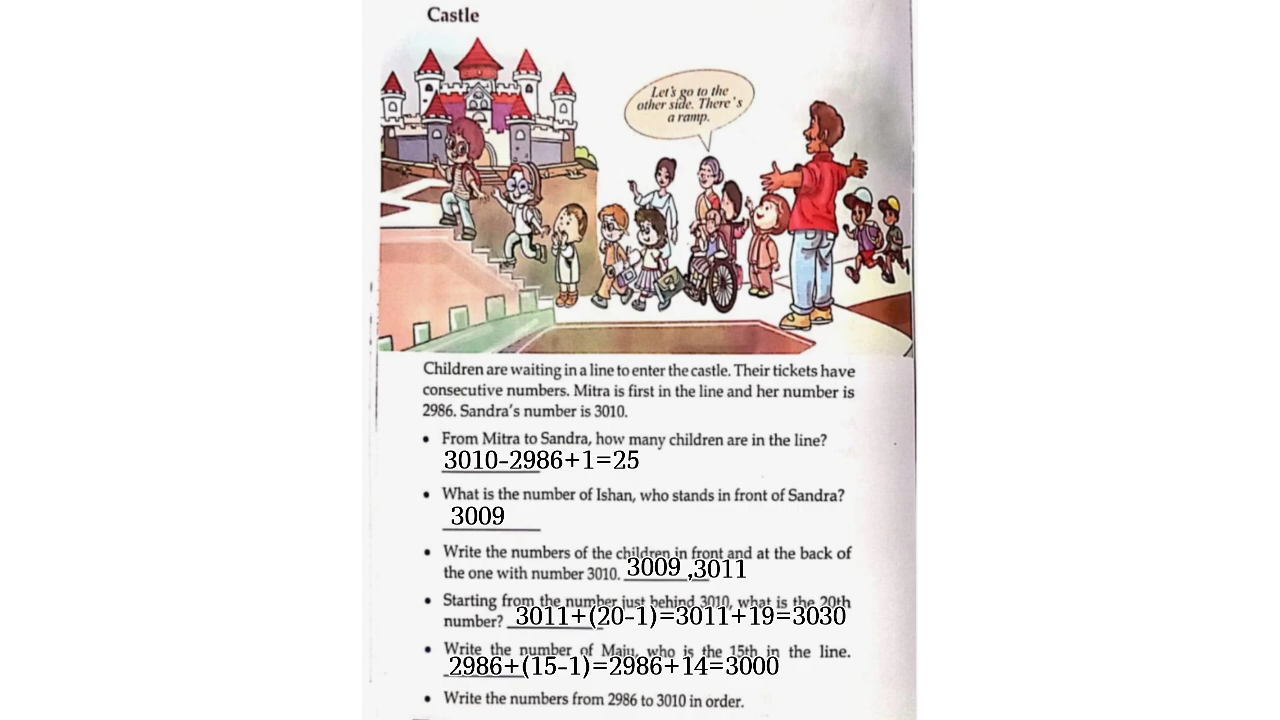 Castle
Let's go to the
other side. There's
a ramp.
Children are waiting in a line to enter the castle. Their tickets have
consecutive numbers. Mitra is first in the line and her number is
2986. Sandra's number is 3010.
• From Mitra to Sandra, how many children are in the line?
3010–2986+1=25
• What is the number of Ishan, who stands in front of Sandra?
3009
• Write the numbers of the children in front and at the back of
the one with number 3010. 3009 ,3011
• Starting from the number just behind 3010, what is the 20th
number? 3011+(20–1)=3011+19=3030
• Write the number of Maju, who is the 15th in the line.
2986+(15–1)=2986+14=3000
• Write the numbers from 2986 to 3010 in order.